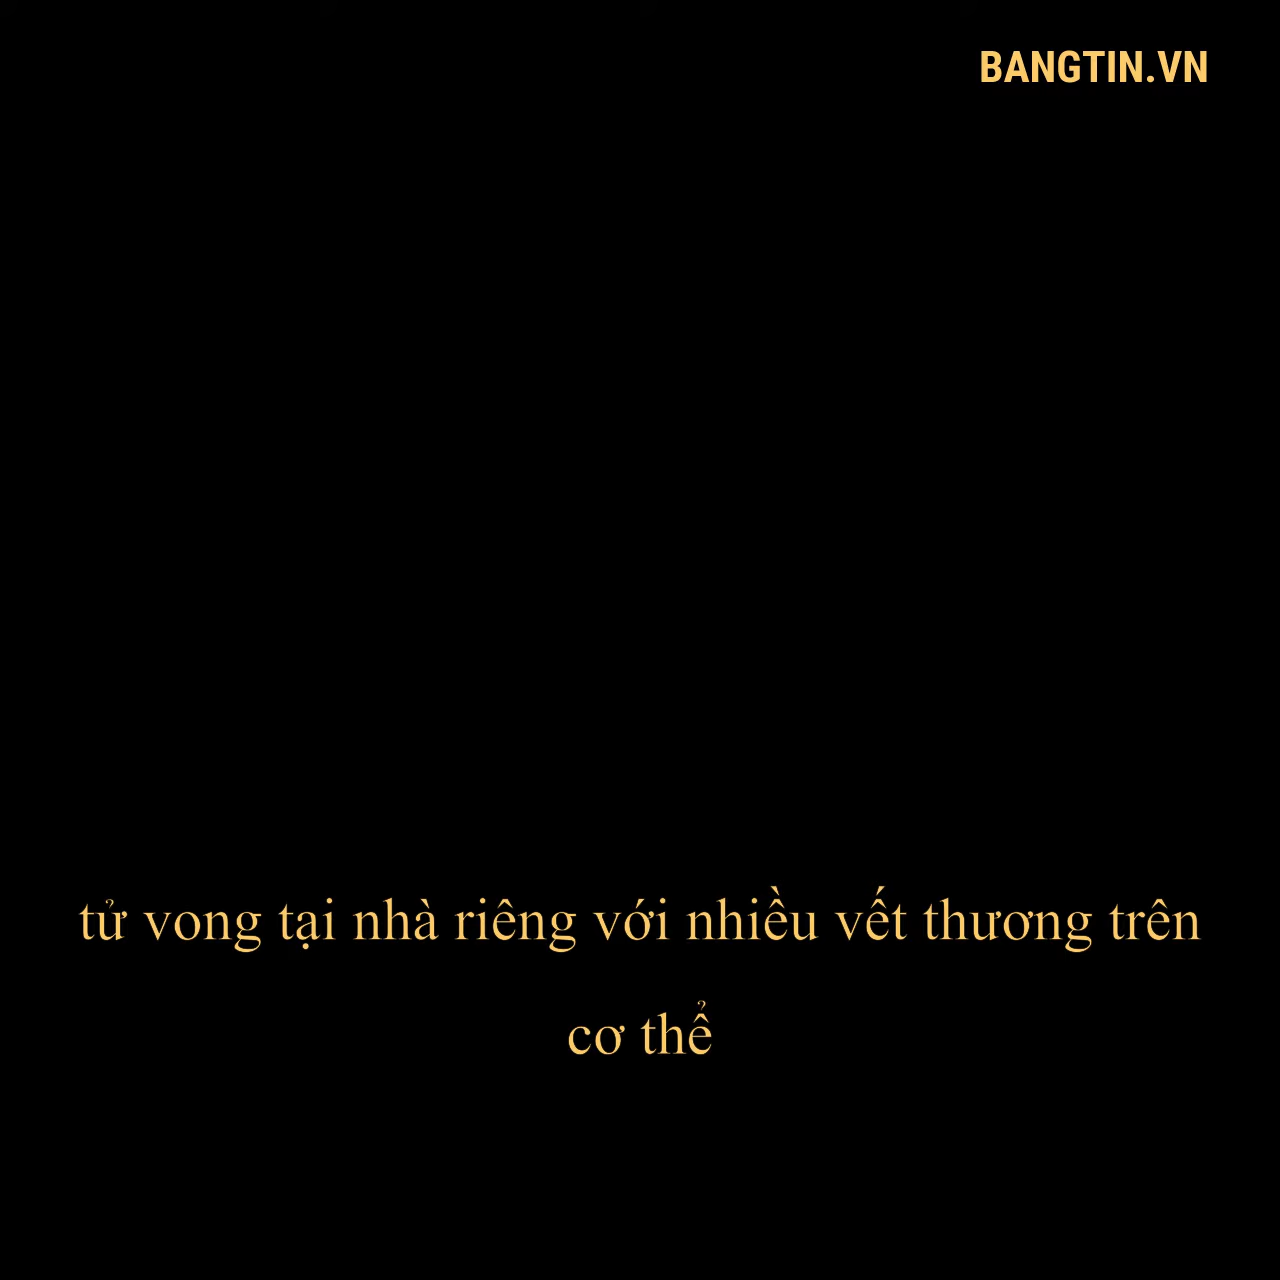 BANGTIN.VN
tử vong tại nhà riêng với nhiều vết thương trên
cơ thể